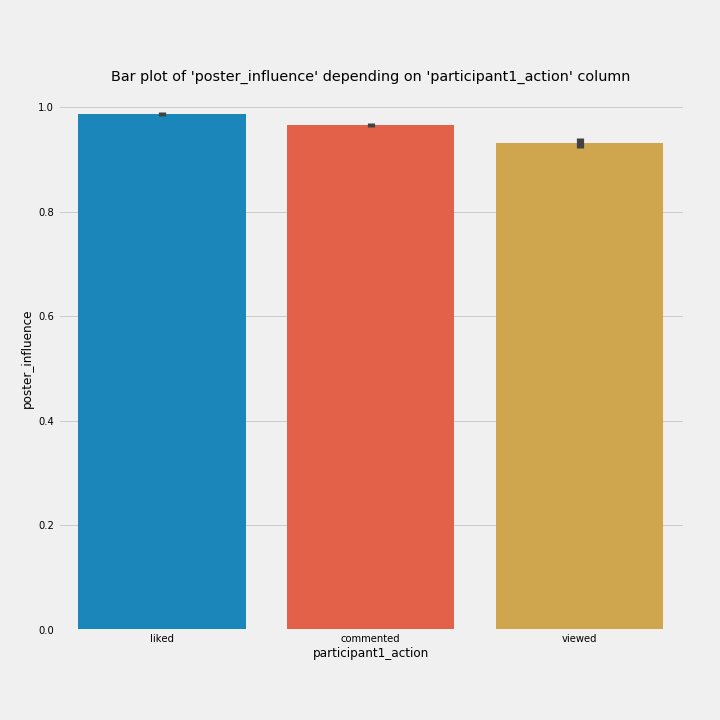 Bar plot of 'poster_influence' depending on 'participant1_action' column
1.0
0.8
0.6
0.4
0.2
0.0
poster_influence
liked
commented
viewed
participant1_action